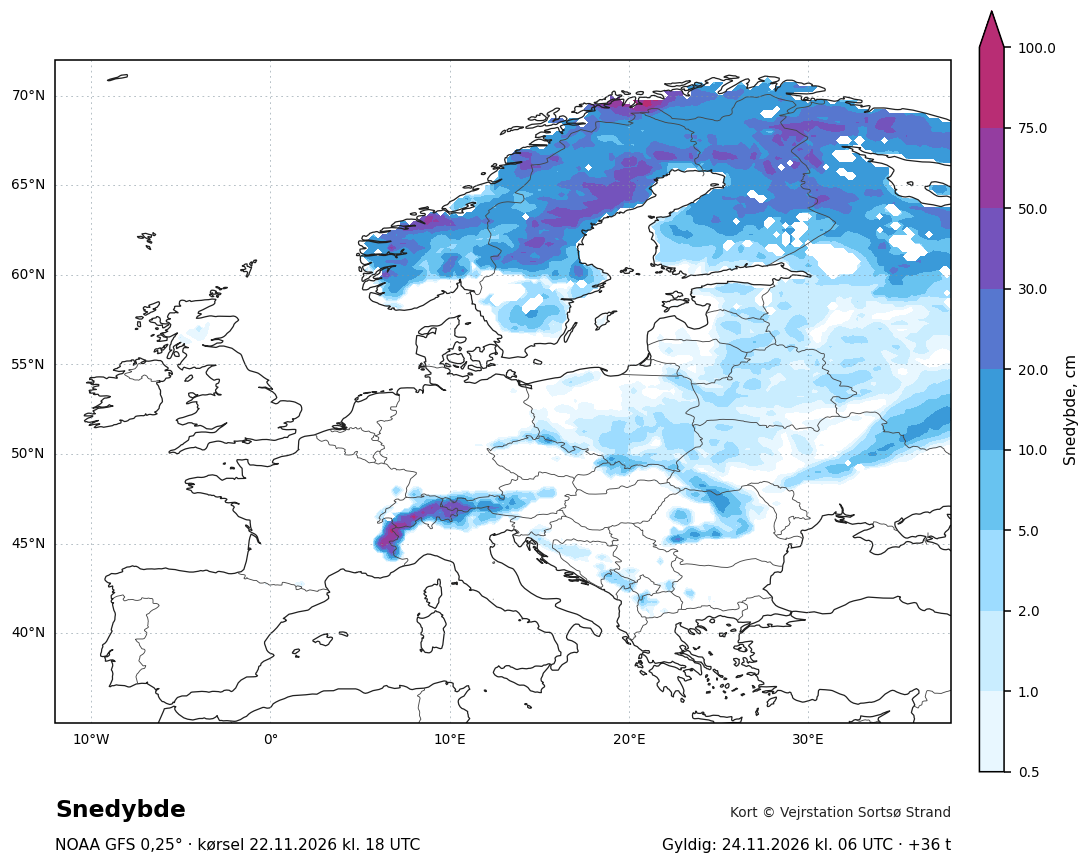 70°N
65°N
60°N
55°N
50°N
45°N
40°N
10°W
0°
10°E
20°E
30°E
100.0
75.0
50.0
30.0
20.0
10.0
5.0
2.0
1.0
0.5
Snedybde, cm
Snedybde
Kort © Vejrstation Sortsø Strand
NOAA GFS 0,25° · kørsel 22.11.2026 kl. 18 UTC
Gyldig: 24.11.2026 kl. 06 UTC · +36 t